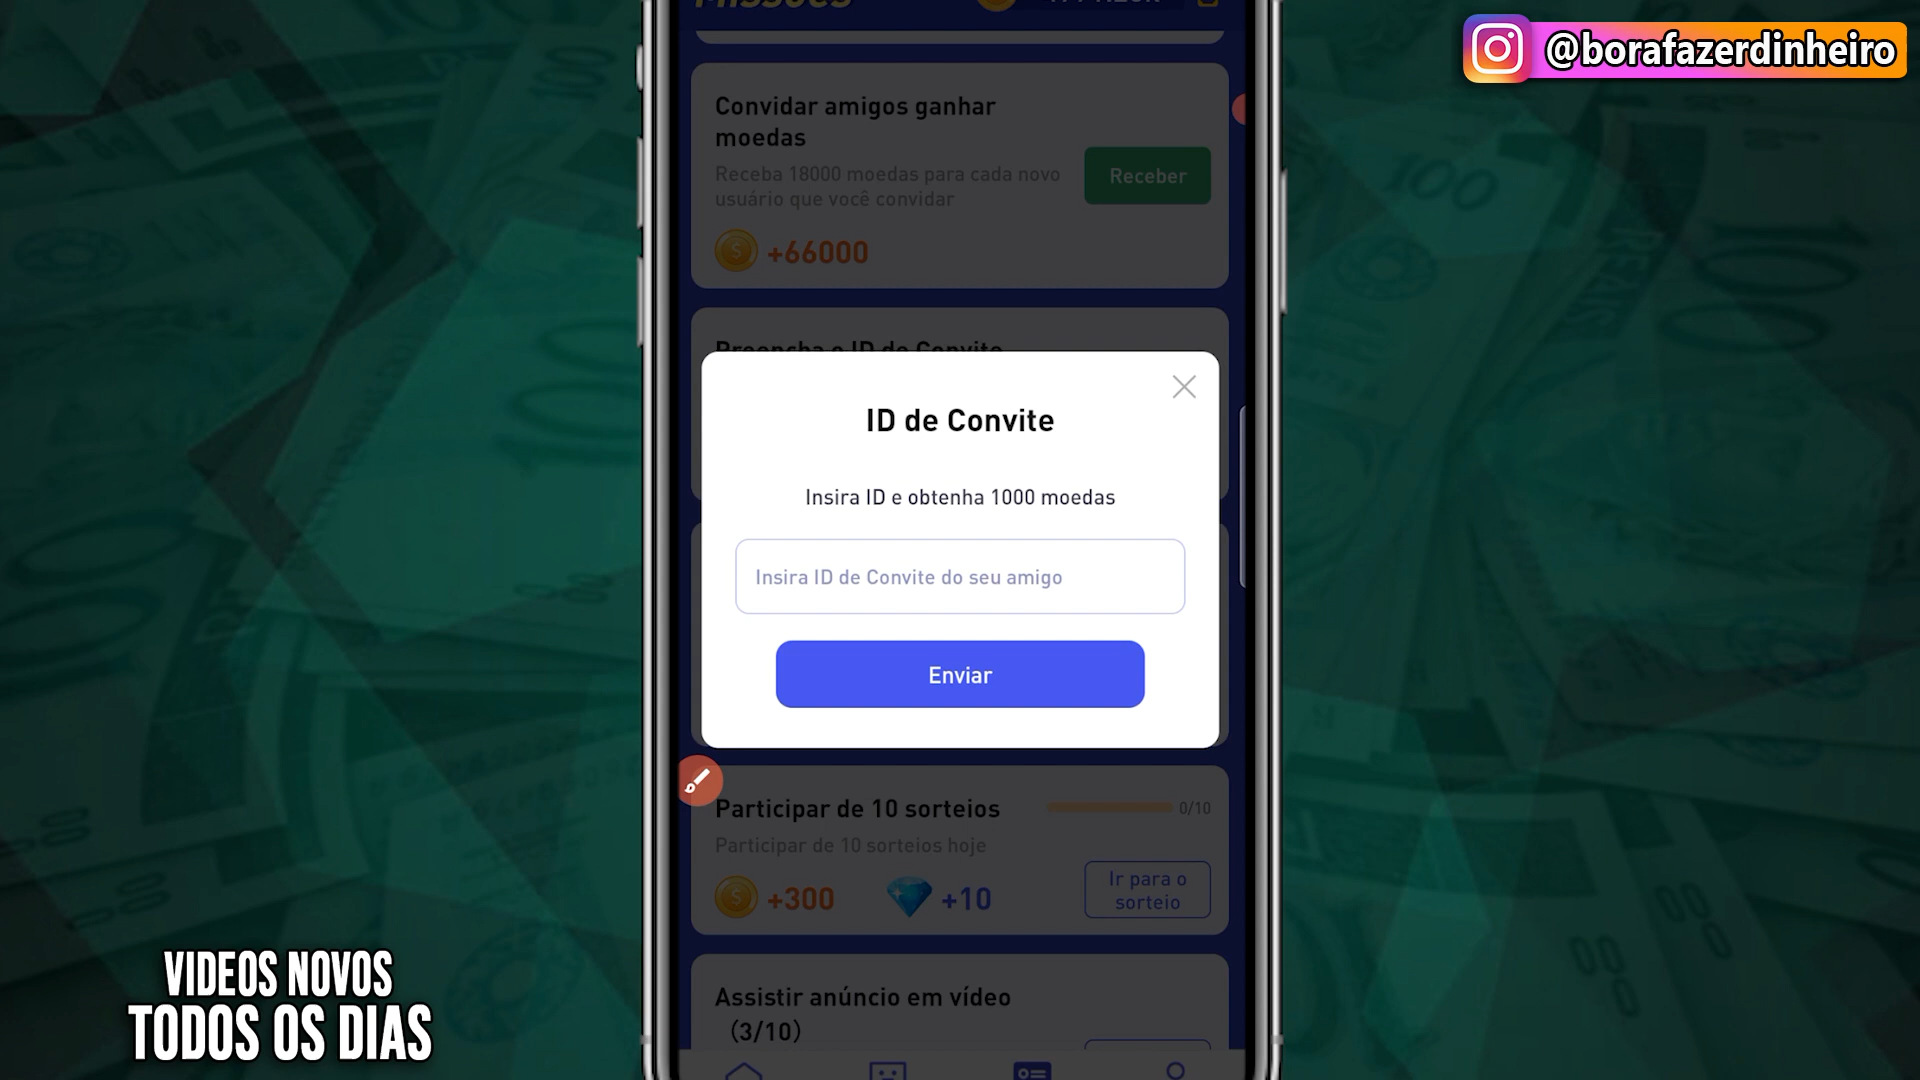 Missões
@borafazerdinheiro
Convidar amigos ganhar
moedas
Receba 18000 moedas para cada novo
usuário que você convidar
Receber
+66000
Preencha o ID de Convite
ID de Convite
Insira ID e obtenha 1000 moedas
Insira ID de Convite do seu amigo
Enviar
Participar de 10 sorteios
0/10
Participar de 10 sorteios hoje
+300
+10
Ir para o
sorteio
Assistir anúncio em vídeo
(3/10)
VIDEOS NOVOS
TODOS OS DIAS